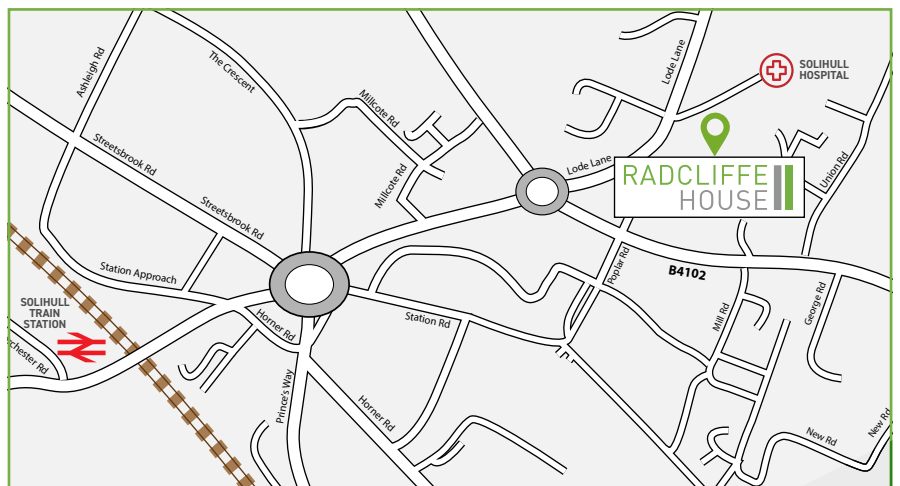 Ashleigh Rd
The Crescent
Lode Lane
SOLIHULL
HOSPITAL
Millcote Rd
Streetsbrook Rd
Millcote Rd
Lode Lane
RADCLIFFE
HOUSE
Union Rd
Streetsbrook Rd
Station Approach
Poplar Rd
B4102
SOLIHULL
TRAIN
STATION
Horner Rd
Station Rd
Mill Rd
George Rd
chester Rd
Prince's Way
Horner Rd
New Rd
New Rd